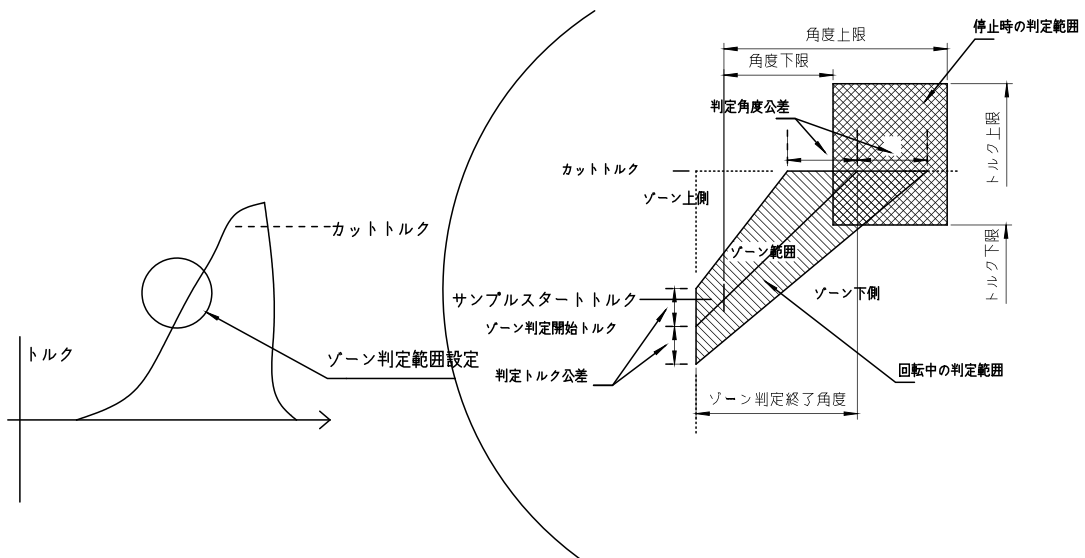 角度上限
停止時の判定範囲
角度下限
判定角度公差
トルク上限
カットトルク
ゾーン上側
カットトルク
ゾーン範囲
トルク下限
ゾーン下側
サンプルスタートトルク
ゾーン判定開始トルク
トルク
ゾーン判定範囲設定
判定トルク公差
回転中の判定範囲
ゾーン判定終了角度